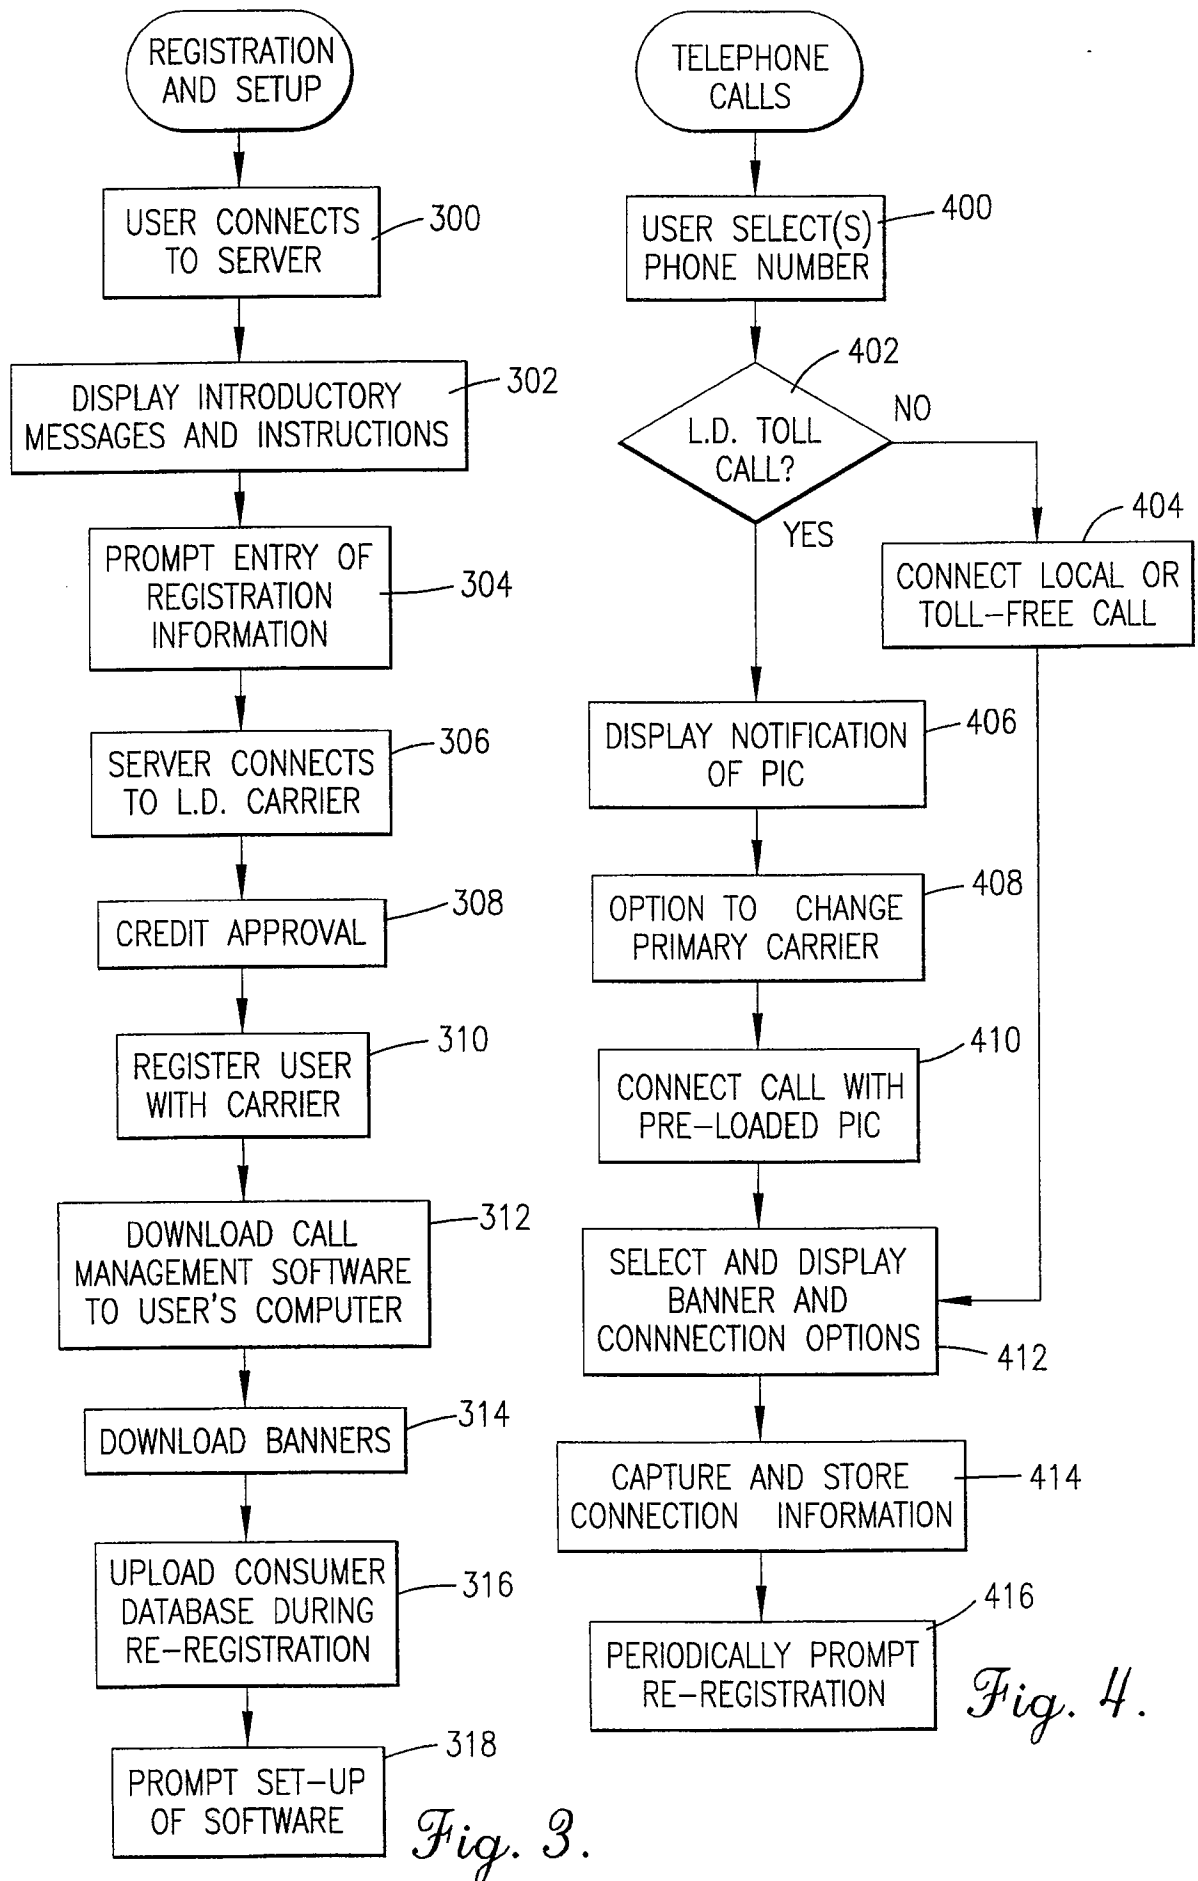 REGISTRATION
AND SETUP
USER CONNECTS
TO SERVER
300
DISPLAY INTRODUCTORY
MESSAGES AND INSTRUCTIONS
302
PROMPT ENTRY OF
REGISTRATION
INFORMATION
304
SERVER CONNECTS
TO L.D. CARRIER
306
CREDIT APPROVAL
308
REGISTER USER
WITH CARRIER
310
DOWNLOAD CALL
MANAGEMENT SOFTWARE
TO USER'S COMPUTER
312
DOWNLOAD BANNERS
314
UPLOAD CONSUMER
DATABASE DURING
RE-REGISTRATION
316
PROMPT SET-UP
OF SOFTWARE
318
Fig. 3.
TELEPHONE
CALLS
USER SELECT(S)
PHONE NUMBER
400
L.D. TOLL
CALL?
402
NO
YES
CONNECT LOCAL OR
TOLL-FREE CALL
404
DISPLAY NOTIFICATION
OF PIC
406
OPTION TO CHANGE
PRIMARY CARRIER
408
CONNECT CALL WITH
PRE-LOADED PIC
410
SELECT AND DISPLAY
BANNER AND
CONNNECTION OPTIONS
412
CAPTURE AND STORE
CONNECTION INFORMATION
414
PERIODICALLY PROMPT
RE-REGISTRATION
416
Fig. 4.